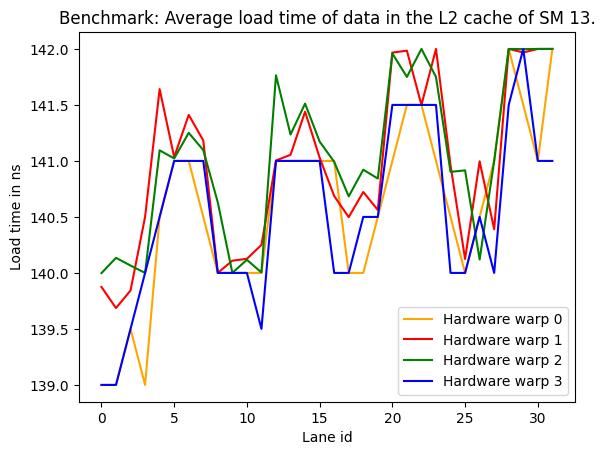 Benchmark: Average load time of data in the L2 cache of SM 13.
142.0
141.5
141.0
140.5
140.0
139.5
139.0
Load time in ns
0 5 10 15 20 25 30
Lane id
Hardware warp 0
Hardware warp 1
Hardware warp 2
Hardware warp 3